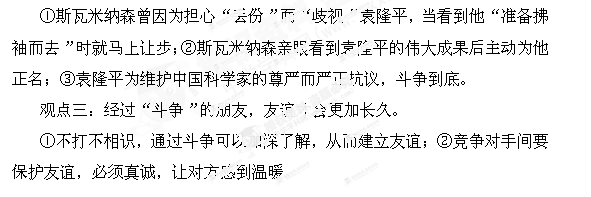 ①斯瓦米纳森曾因为担心“丢份”而“歧视”袁隆平，当看到他“准备拂
袖而去”时就马上让步；②斯瓦米纳森亲眼看到袁隆平的伟大成果后主动为他
正名；③袁隆平为维护中国科学家的尊严而严正抗议，斗争到底。
观点三：经过“斗争”的朋友，友谊才会更加长久。
①不打不相识，通过斗争可以加深了解，从而建立友谊；②竞争对手间要
保护友谊，必须真诚，让对方感到温暖